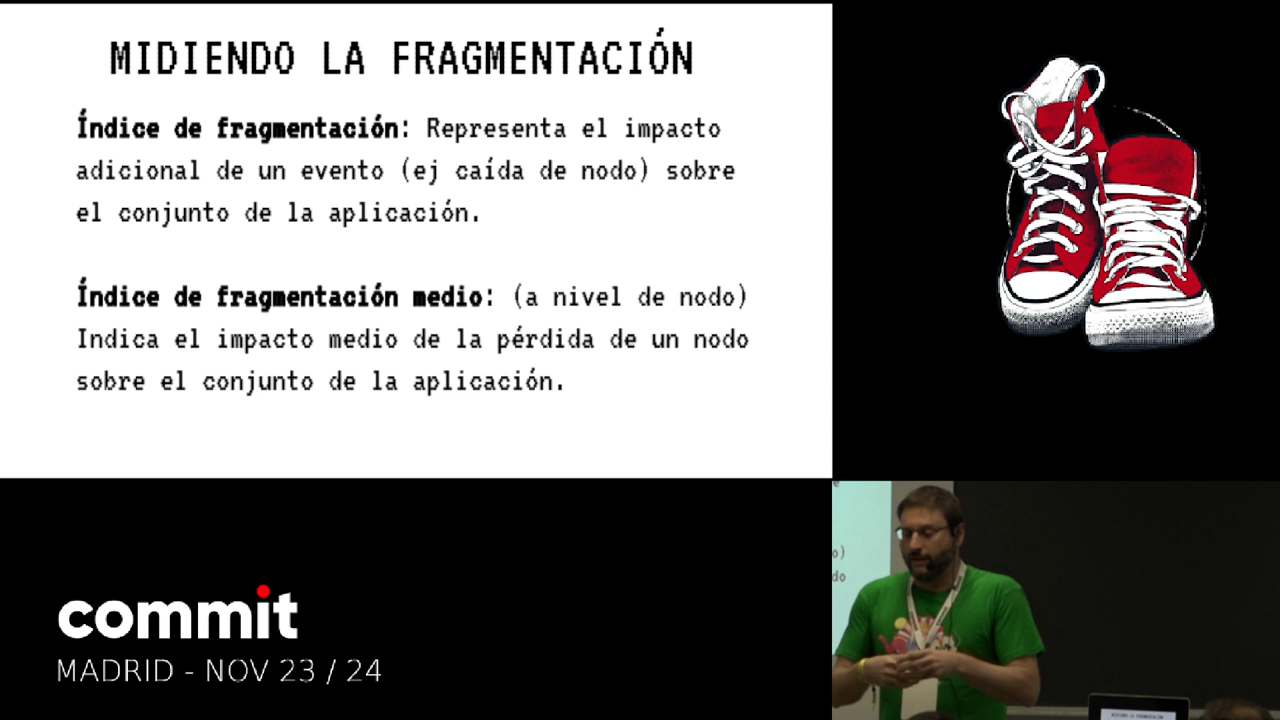 MIDIENDO LA FRAGMENTACIÓN
Índice de fragmentación: Representa el impacto
adicional de un evento (ej caída de nodo) sobre
el conjunto de la aplicación.
Índice de fragmentación medio: (a nivel de nodo)
Indica el impacto medio de la pérdida de un nodo
sobre el conjunto de la aplicación.
commit
MADRID - NOV 23 / 24
o)
do